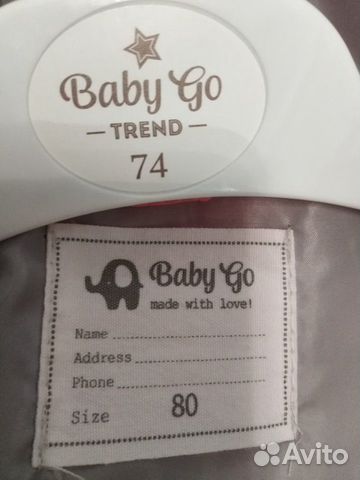 Baby Go
— TREND —
74
Baby Go
made with love!
Name
Address
Phone
Size 80
Avito